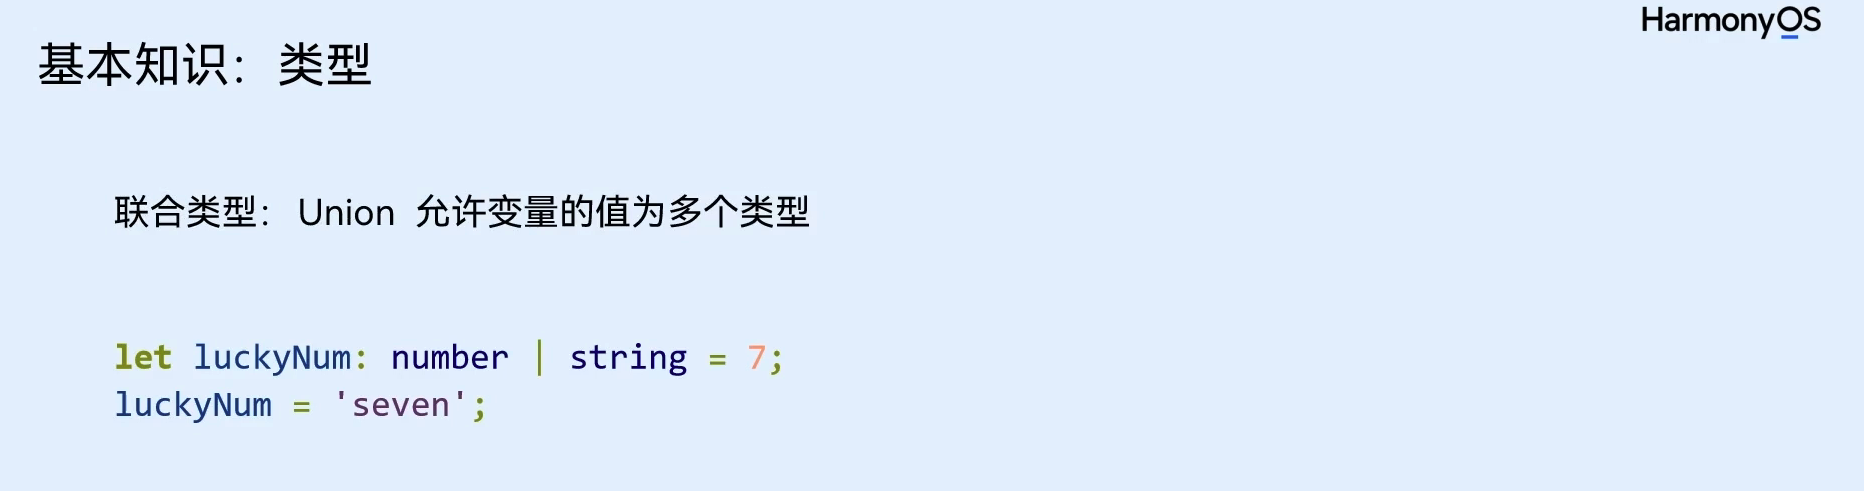 HarmonyOS
基本知识：类型
联合类型：Union 允许变量的值为多个类型
let luckyNum: number | string = 7;
luckyNum = 'seven';